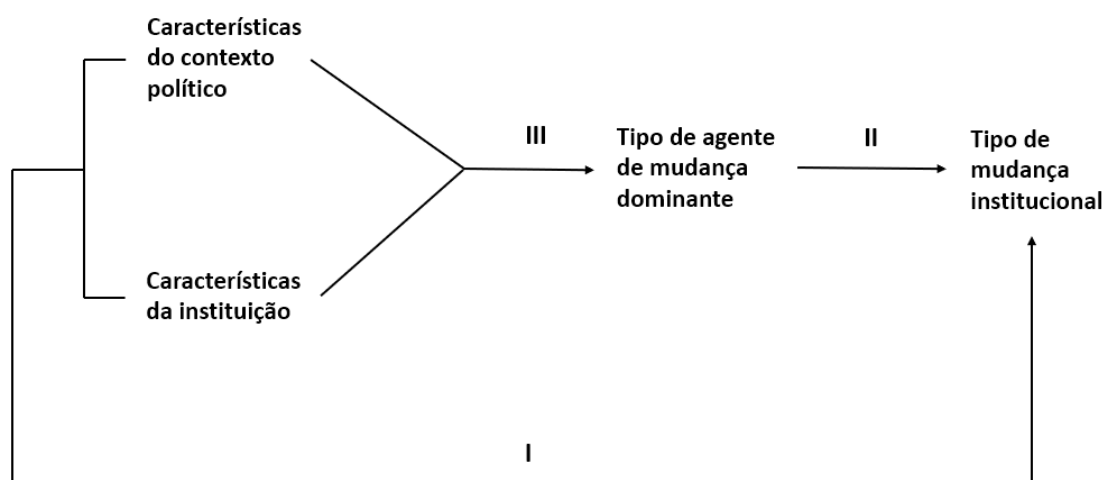 Características
do contexto
político
III
Tipo de agente
de mudança
dominante
II
Tipo de
mudança
institucional
Características
da instituição
I